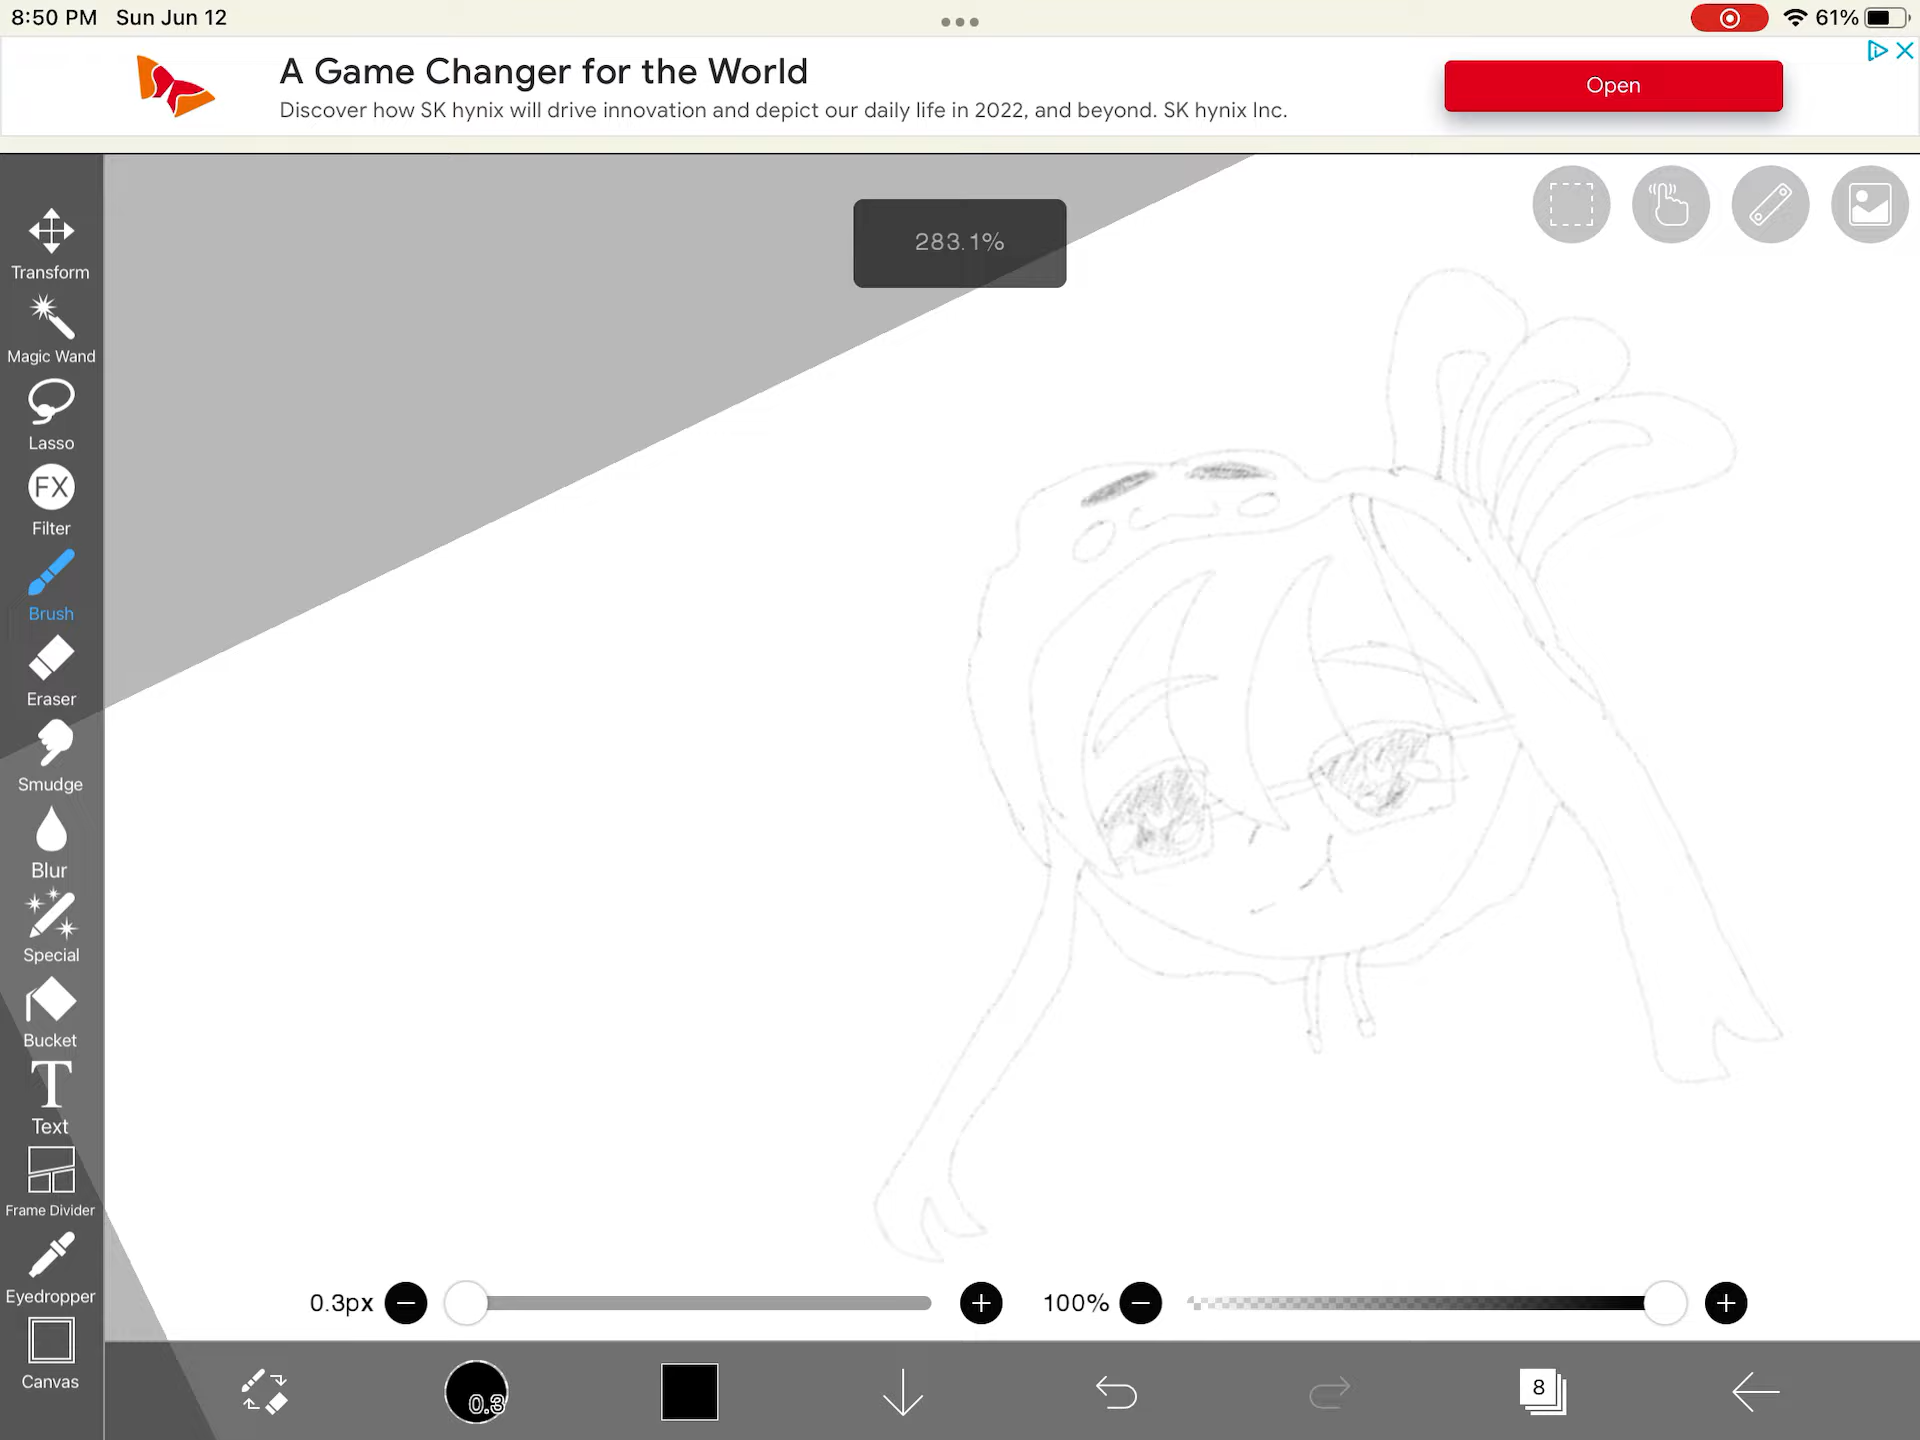 8:50 PM Sun Jun 12
61%
A Game Changer for the World
Discover how SK hynix will drive innovation and depict our daily life in 2022, and beyond. SK hynix Inc.
Open
283.1%
Transform
Magic Wand
Lasso
FX
Filter
Brush
Eraser
Smudge
Blur
Special
Bucket
T
Text
Frame Divider
Eyedropper
Canvas
0.3px
100%
0.3
8